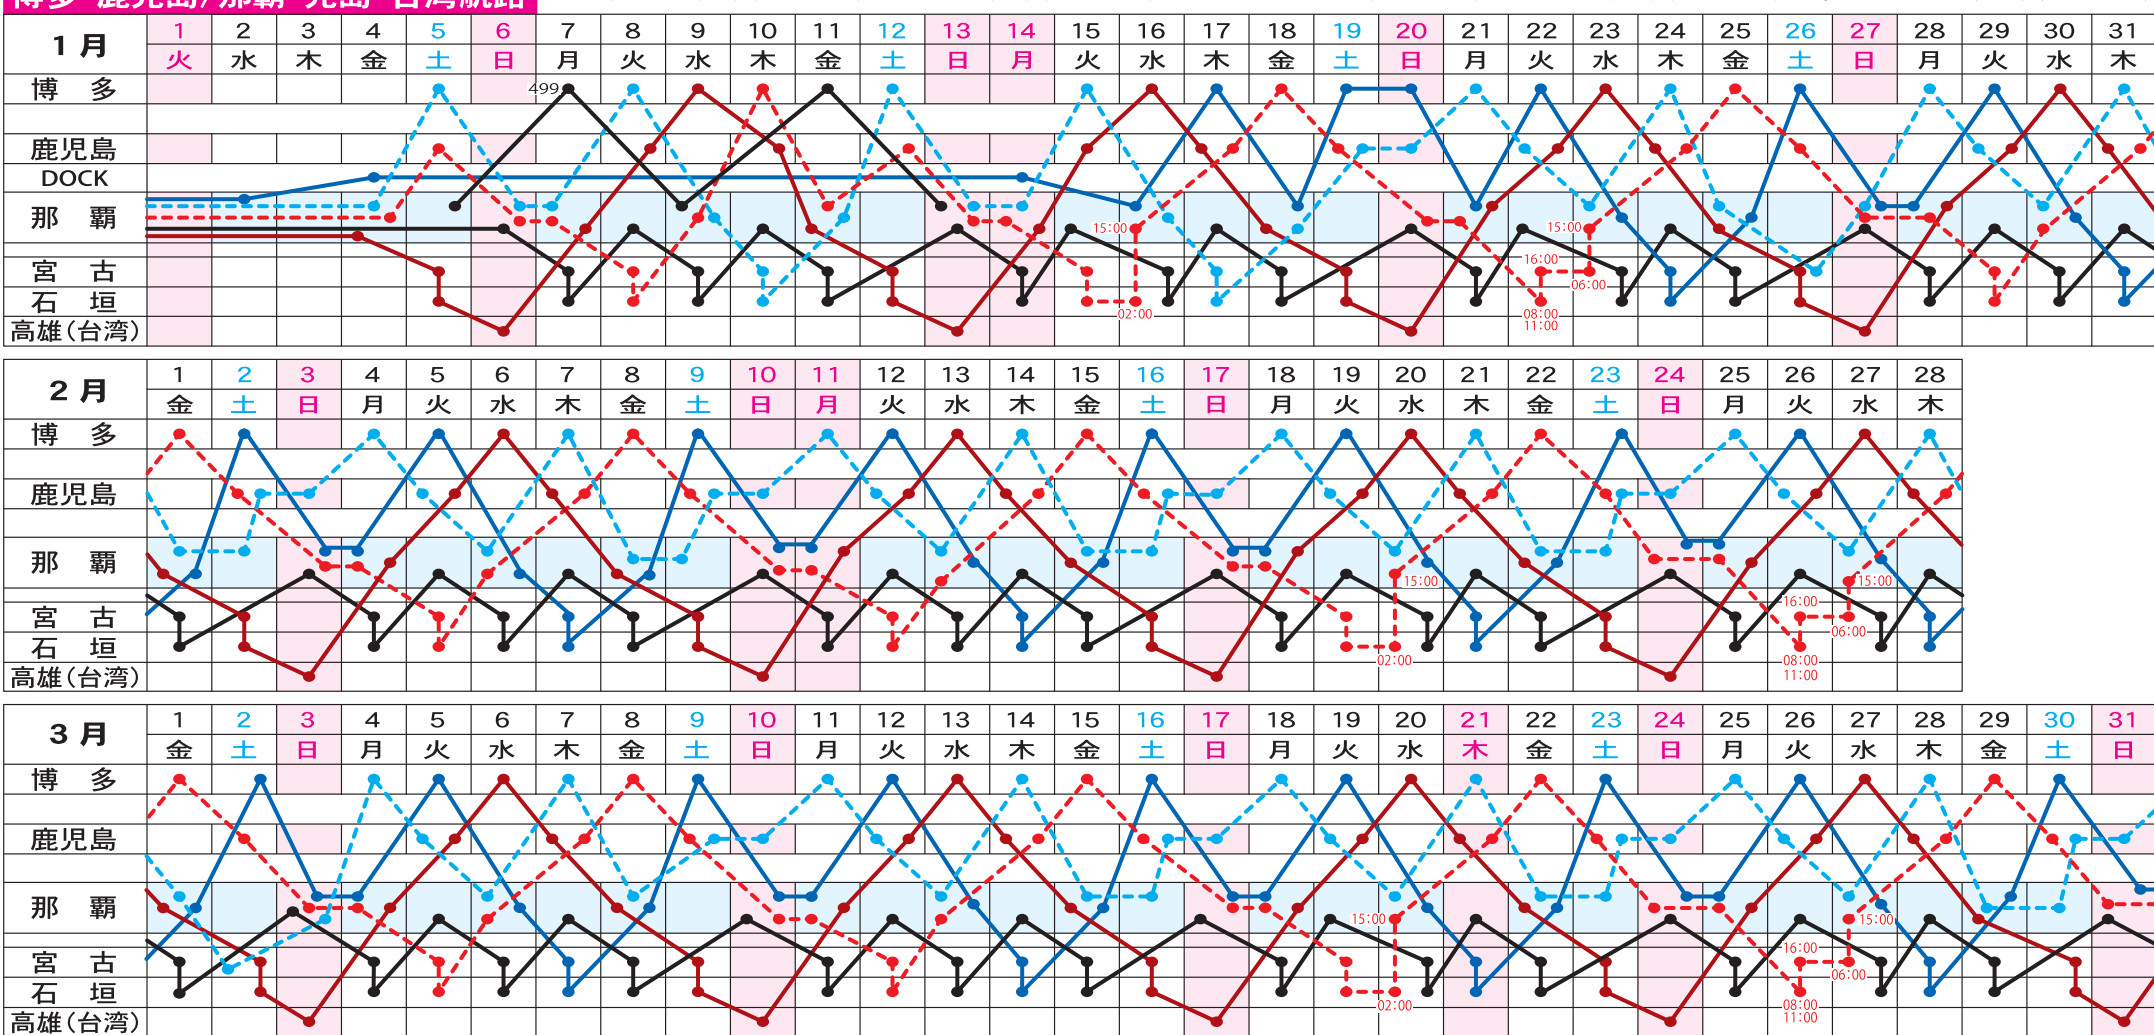 博多-鹿児島/那覇-先島-台湾航路
1月 1 2 3 4 5 6 7 8 9 10 11 12 13 14 15 16 17 18 19 20 21 22 23 24 25 26 27 28 29 30 31
火 水 木 金 土 日 月 火 水 木 金 土 日 月 火 水 木 金 土 日 月 火 水 木 金 土 日 月 火 水 木
博 多
499
鹿児島
DOCK
那 覇
15:00 15:00
宮 古
16:00 06:00
石 垣
02:00 08:00
11:00
高雄(台湾)
2月 1 2 3 4 5 6 7 8 9 10 11 12 13 14 15 16 17 18 19 20 21 22 23 24 25 26 27 28
金 土 日 月 火 水 木 金 土 日 月 火 水 木 金 土 日 月 火 水 木 金 土 日 月 火 水 木
博 多
鹿児島
那 覇
15:00 15:00
宮 古
16:00 06:00
石 垣
02:00 08:00
11:00
高雄(台湾)
3月 1 2 3 4 5 6 7 8 9 10 11 12 13 14 15 16 17 18 19 20 21 22 23 24 25 26 27 28 29 30 31
金 土 日 月 火 水 木 金 土 日 月 火 水 木 金 土 日 月 火 水 木 金 土 日 月 火 水 木 金 土 日
博 多
鹿児島
那 覇
15:00 15:00
宮 古
16:00 06:00
石 垣
02:00 08:00
11:00
高雄(台湾)